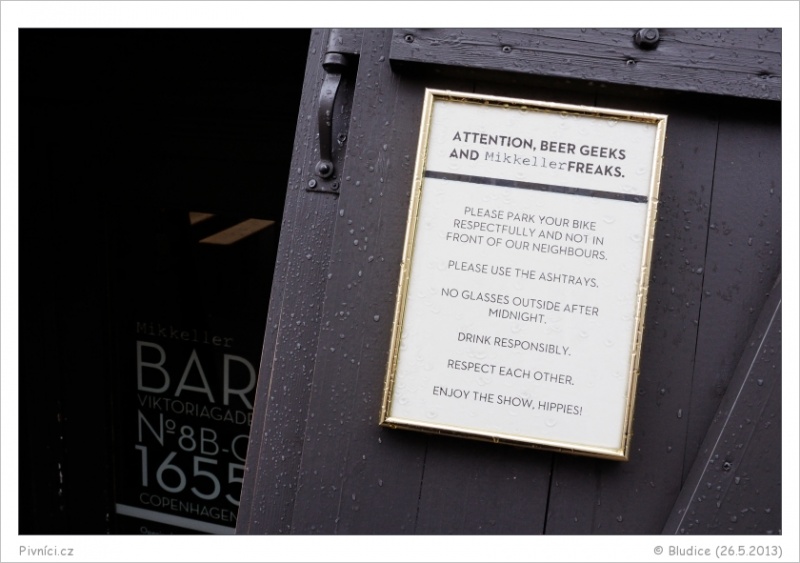 ATTENTION, BEER GEEKS
AND MikkellerFREAKS.
PLEASE PARK YOUR BIKE
RESPECTFULLY AND NOT IN
FRONT OF OUR NEIGHBOURS.
PLEASE USE THE ASHTRAYS.
NO GLASSES OUTSIDE AFTER
MIDNIGHT.
DRINK RESPONSIBLY.
RESPECT EACH OTHER.
ENJOY THE SHOW, HIPPIES!
Mikkeller
BAR
VIKTORIAGADE
Nº8B-C
1655
COPENHAGEN
Pivníci.cz
© Bludice (26.5.2013)